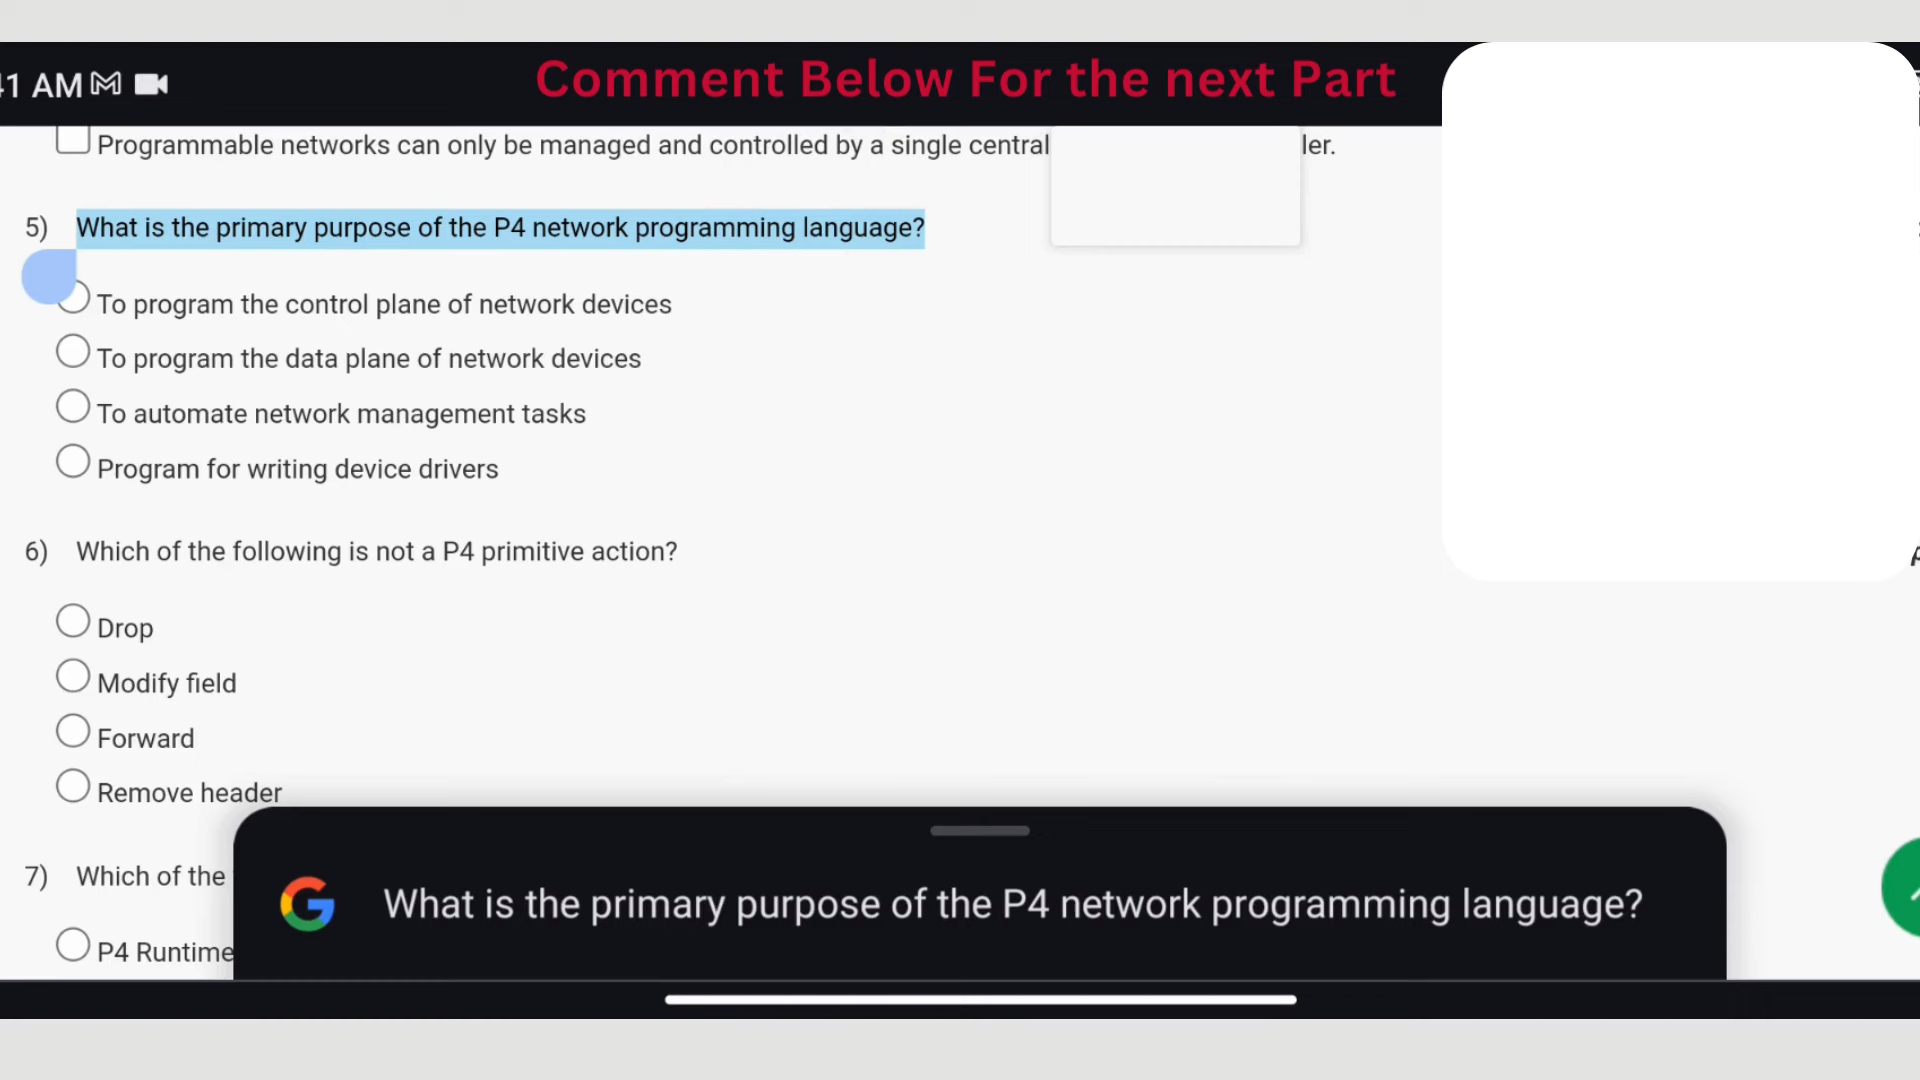 41 AM
Comment Below For the next Part
Programmable networks can only be managed and controlled by a single central ler.
5) What is the primary purpose of the P4 network programming language?
To program the control plane of network devices
To program the data plane of network devices
To automate network management tasks
Program for writing device drivers
6) Which of the following is not a P4 primitive action?
Drop
Modify field
Forward
Remove header
7) Which of the
P4 Runtime
What is the primary purpose of the P4 network programming language?